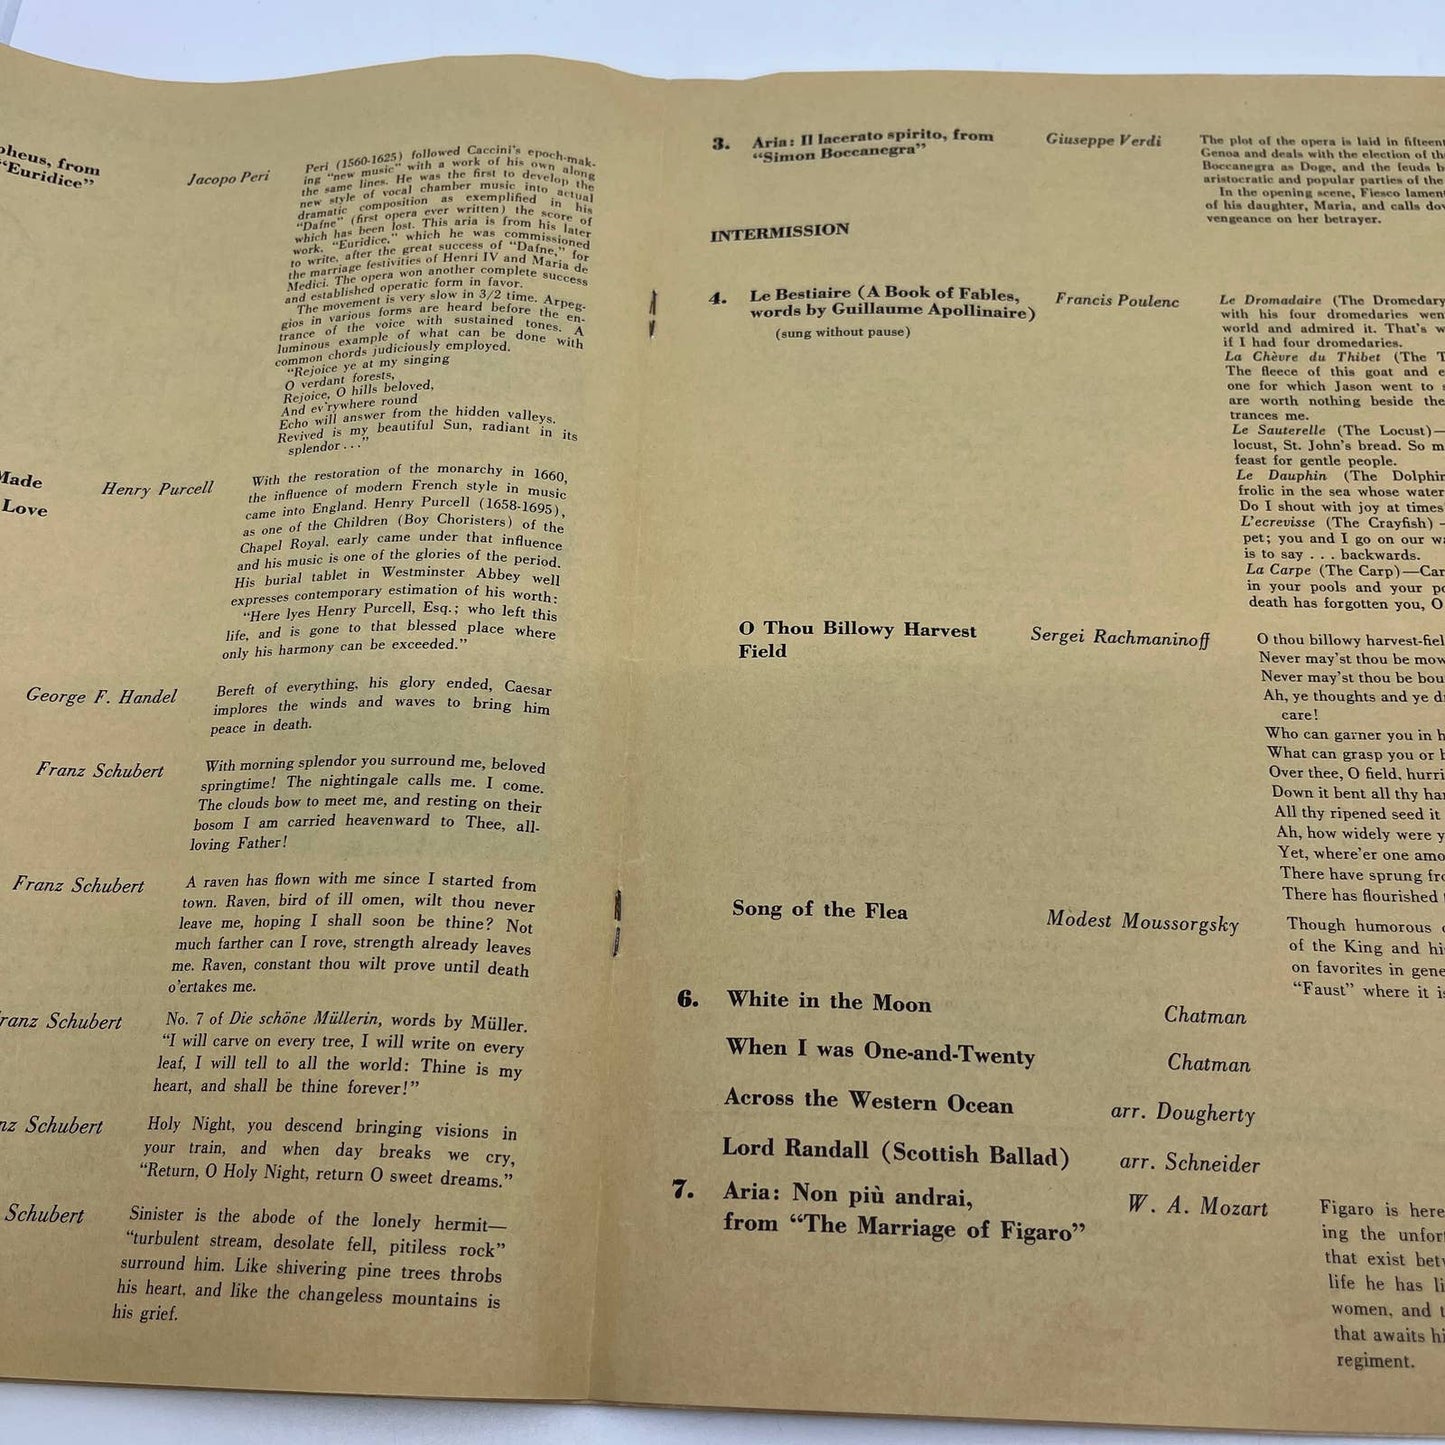 pheus, from
"Euridice"
Jacopo Peri
Peri (1560-1625) followed Caccini's epoch-mak-
ing "new music" with a work of his own along
the same lines. He was the first to develop the
new style of vocal chamber music into actual
dramatic composition as exemplified in his
"Dafne" (first opera ever written) the score of
which has been lost. This aria is from his later
work, "Euridice," which he was commissioned
to write, after the great success of "Dafne," for
the marriage festivities of Henri IV and Maria de
Medici. The opera won another complete success
and established operatic form in favor.
The movement is very slow in 3/2 time. Arpeg-
gios in various forms are heard before the en-
trance of the voice with sustained tones. A
luminous example of what can be done with
common chords judiciously employed.
"Rejoice ye at my singing
O verdant forests,
Rejoice, O hills beloved,
And ev'rywhere round
Echo will answer from the hidden valleys.
Revived is my beautiful Sun, radiant in its
splendor . . ."
Made
Love
Henry Purcell
With the restoration of the monarchy in 1660,
the influence of modern French style in music
came into England. Henry Purcell (1658-1695),
as one of the Children (Boy Choristers) of the
Chapel Royal, early came under that influence
and his music is one of the glories of the period.
His burial tablet in Westminster Abbey well
expresses contemporary estimation of his worth:
"Here lyes Henry Purcell, Esq.; who left this
life, and is gone to that blessed place where
only his harmony can be exceeded."
George F. Handel
Bereft of everything, his glory ended, Caesar
implores the winds and waves to bring him
peace in death.
Franz Schubert
With morning splendor you surround me, beloved
springtime! The nightingale calls me. I come.
The clouds bow to meet me, and resting on their
bosom I am carried heavenward to Thee, all-
loving Father!
Franz Schubert
A raven has flown with me since I started from
town. Raven, bird of ill omen, wilt thou never
leave me, hoping I shall soon be thine? Not
much farther can I rove, strength already leaves
me. Raven, constant thou wilt prove until death
o'ertakes me.
ranz Schubert
No. 7 of Die schöne Müllerin, words by Müller.
"I will carve on every tree, I will write on every
leaf, I will tell to all the world: Thine is my
heart, and shall be thine forever!"
nz Schubert
Holy Night, you descend bringing visions in
your train, and when day breaks we cry,
"Return, O Holy Night, return O sweet dreams."
Schubert
Sinister is the abode of the lonely hermit—
"turbulent stream, desolate fell, pitiless rock"
surround him. Like shivering pine trees throbs
his heart, and like the changeless mountains is
his grief.
3. Aria: Il lacerato spirito, from
"Simon Boccanegra"
Giuseppe Verdi
The plot of the opera is laid in fifteent
Genoa and deals with the election of th
Boccanegra as Doge, and the feuds b
aristocratic and popular parties of the
In the opening scene, Fiesco lament
of his daughter, Maria, and calls dow
vengeance on her betrayer.
INTERMISSION
4. Le Bestiaire (A Book of Fables,
words by Guillaume Apollinaire)
(sung without pause)
Francis Poulenc
Le Dromadaire (The Dromedary
with his four dromedaries wen
world and admired it. That's w
if I had four dromedaries.
La Chèvre du Thibet (The T
The fleece of this goat and e
one for which Jason went to s
are worth nothing beside the
trances me.
Le Sauterelle (The Locust)—
locust, St. John's bread. So m
feast for gentle people.
Le Dauphin (The Dolphin
frolic in the sea whose water
Do I shout with joy at times
L'ecrevisse (The Crayfish) —
pet; you and I go on our wa
is to say . . . backwards.
La Carpe (The Carp)—Car
in your pools and your po
death has forgotten you, O
O Thou Billowy Harvest
Field
Sergei Rachmaninoff
O thou billowy harvest-fiel
Never may'st thou be mow
Never may'st thou be bou
Ah, ye thoughts and ye d
care!
Who can garner you in h
What can grasp you or b
Over thee, O field, hurri
Down it bent all thy har
All thy ripened seed it
Ah, how widely were y
Yet, where'er one amo
There have sprung fro
There has flourished
Song of the Flea
Modest Moussorgsky
Though humorous
of the King and hi
on favorites in gene
"Faust" where it is
6. White in the Moon
Chatman
When I was One-and-Twenty
Chatman
Across the Western Ocean
arr. Dougherty
Lord Randall (Scottish Ballad)
arr. Schneider
7. Aria: Non più andrai,
from "The Marriage of Figaro"
W. A. Mozart
Figaro is here
ing the unfor
that exist bet
life he has li
women, and t
that awaits hi
regiment.